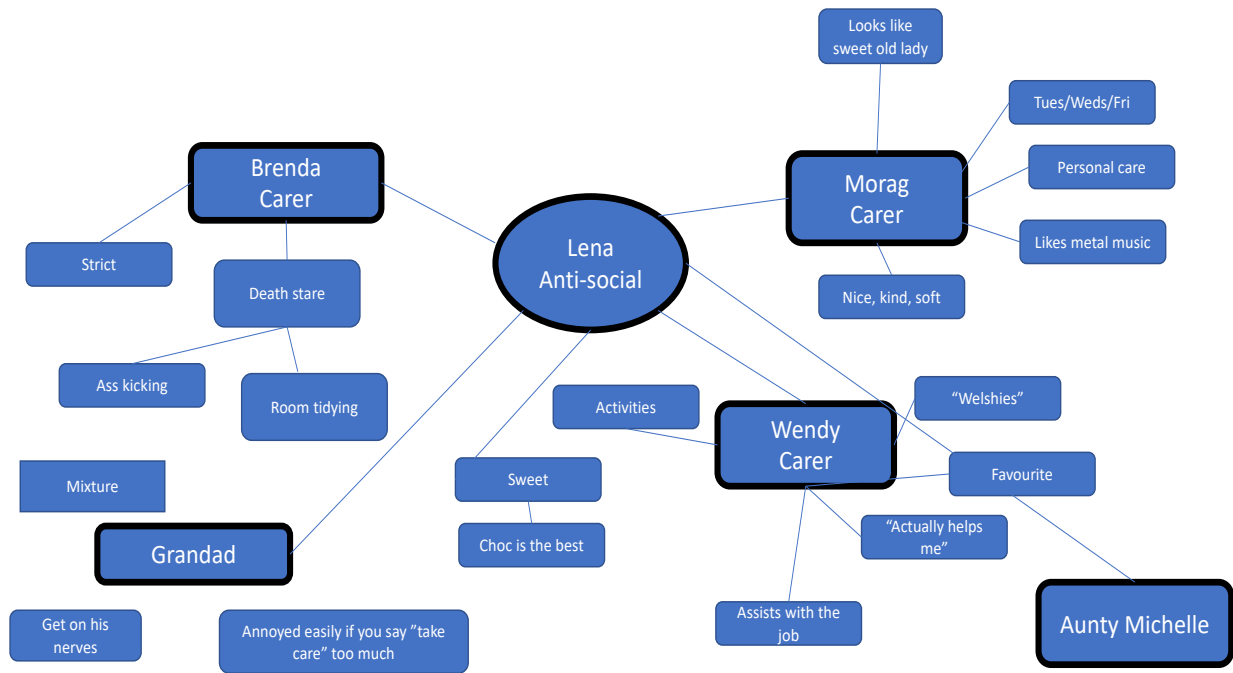 Looks like
sweet old lady
Tues/Weds/Fri
Brenda
Carer
Personal care
Morag
Carer
Strict
Lena
Anti-social
Likes metal music
Death stare
Nice, kind, soft
Ass kicking
Room tidying
Activities
“Welshies”
Wendy
Carer
Mixture
Sweet
Favourite
Grandad
Choc is the best
“Actually helps
me”
Get on his
nerves
Annoyed easily if you say ”take
care” too much
Assists with the
job
Aunty Michelle